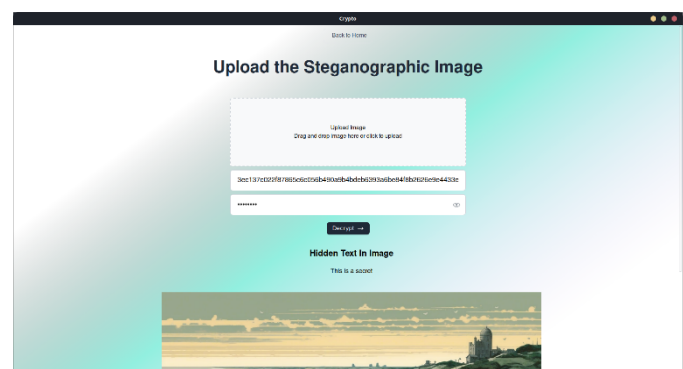 Crypto
Back to Home
Upload the Steganographic Image
Upload Image
Drag and drop image here or click to upload
Decrypt →
Hidden Text In Image
This is a secret